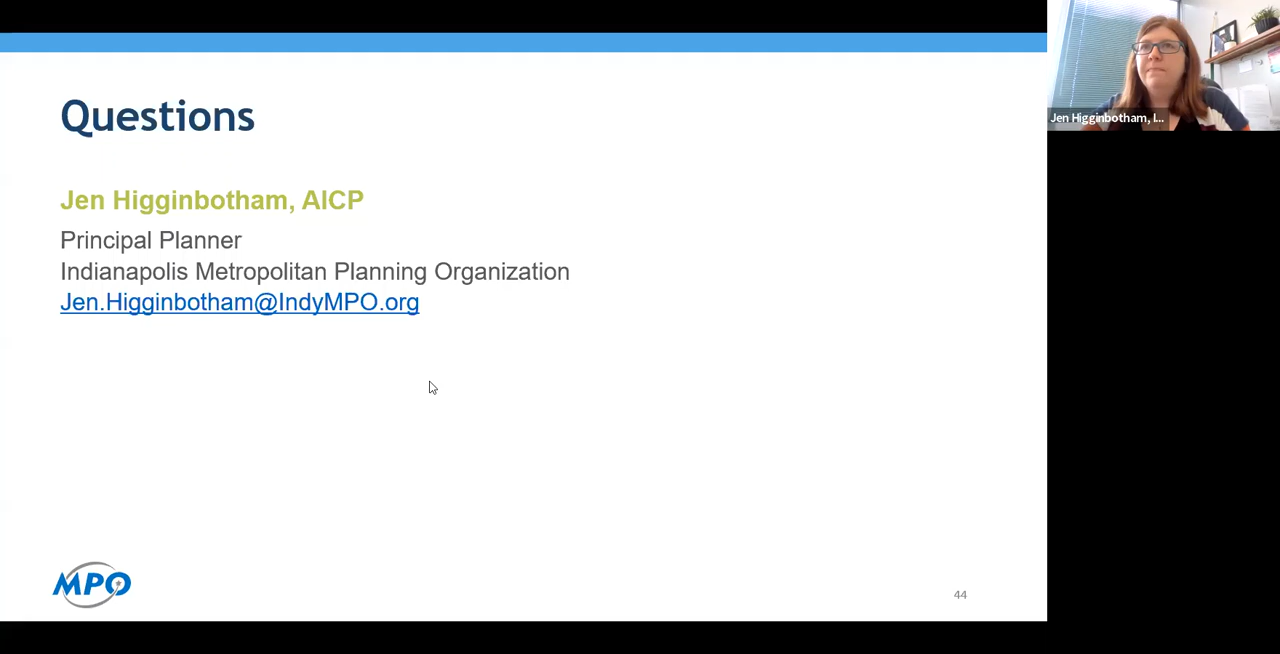 Questions
Jen Higginbotham, AICP
Principal Planner
Indianapolis Metropolitan Planning Organization
Jen.Higginbotham@IndyMPO.org
MPO
44
Jen Higginbotham, I...